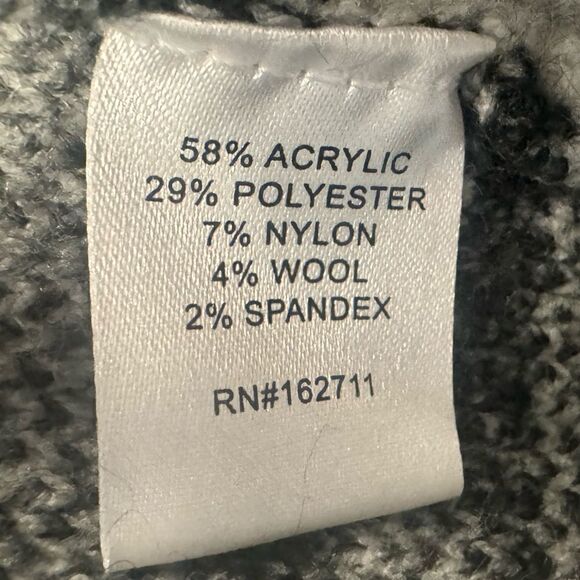 58% ACRYLIC
29% POLYESTER
7% NYLON
4% WOOL
2% SPANDEX
RN#162711